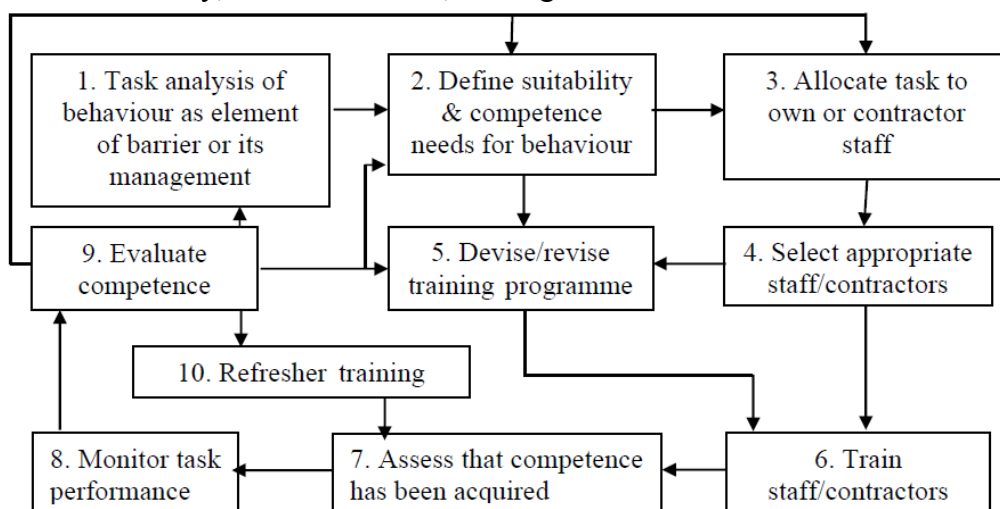 1. Task analysis of
behaviour as element
of barrier or its
management
2. Define suitability
& competence
needs for behaviour
3. Allocate task to
own or contractor
staff
9. Evaluate
competence
5. Devise/revise
training programme
4. Select appropriate
staff/contractors
10. Refresher training
8. Monitor task
performance
7. Assess that competence
has been acquired
6. Train
staff/contractors